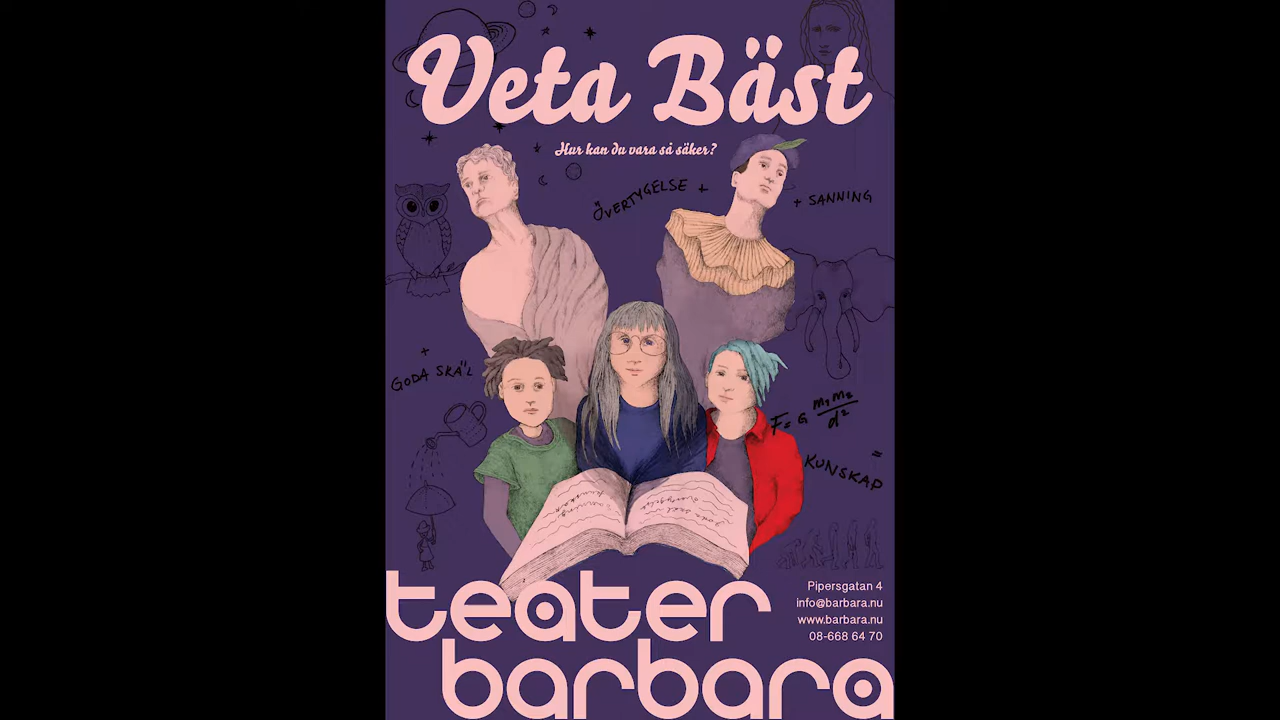 Veta Bäst
Hur kan du vara så säker?
ÖVERTYGELSE +
+ SANNING
+
GODA SKÄL
F = G m₁m₂/d²
=
KUNSKAP
teater
barbara
Pipersgatan 4
info@barbara.nu
www.barbara.nu
08-668 64 70